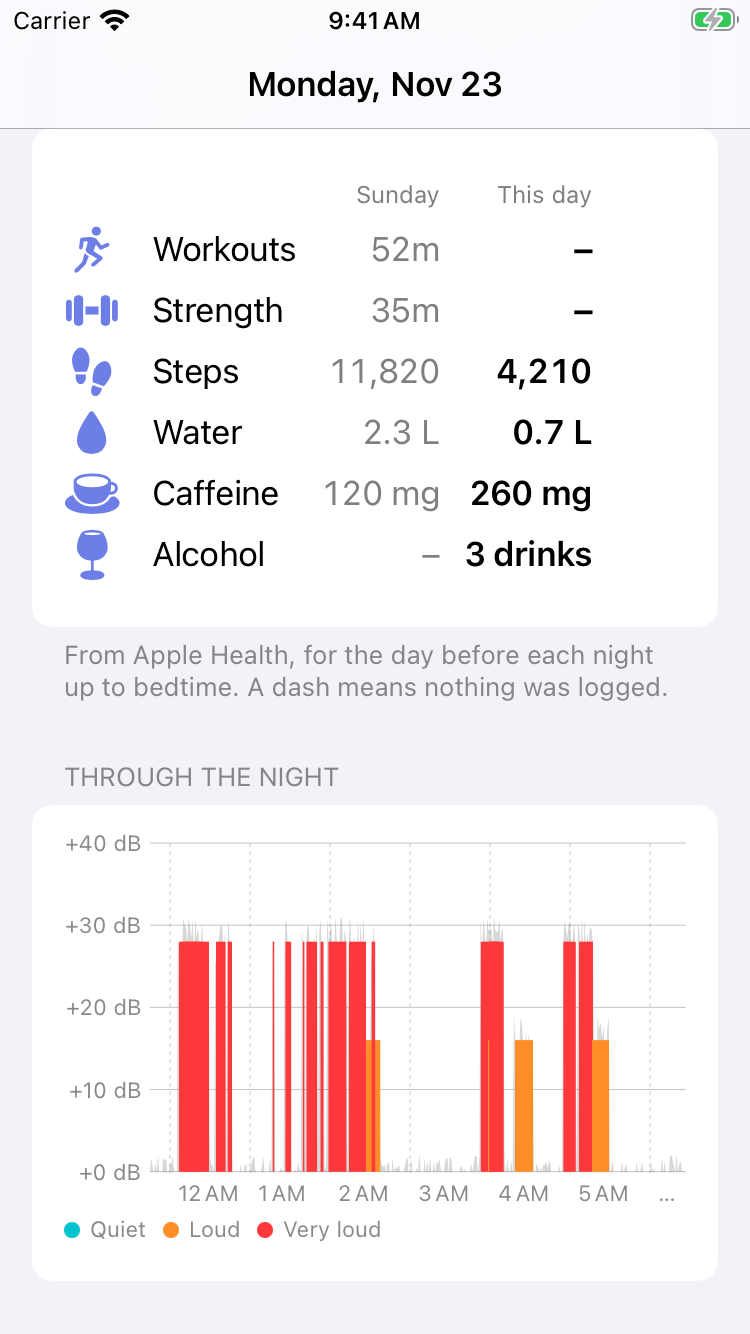 Carrier 9:41 AM
Monday, Nov 23
Sunday This day
Workouts 52m –
Strength 35m –
Steps 11,820 4,210
Water 2.3 L 0.7 L
Caffeine 120 mg 260 mg
Alcohol – 3 drinks
From Apple Health, for the day before each night
up to bedtime. A dash means nothing was logged.
THROUGH THE NIGHT
+40 dB
+30 dB
+20 dB
+10 dB
+0 dB
12 AM 1 AM 2 AM 3 AM 4 AM 5 AM ...
Quiet Loud Very loud